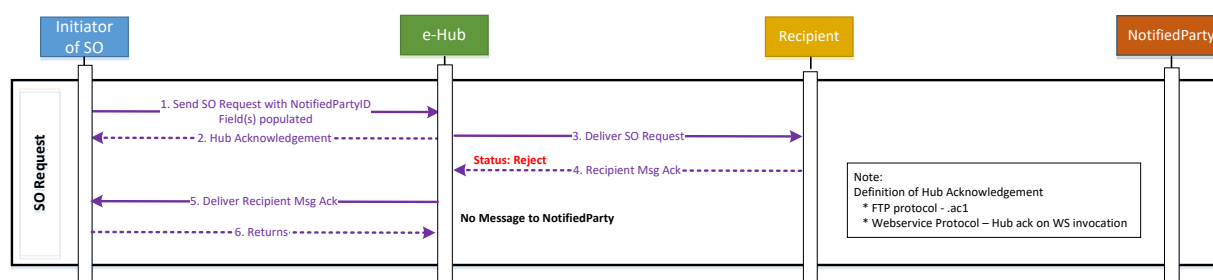 Initiator
of SO
e-Hub
Recipient
NotifiedParty
SO Request
1. Send SO Request with NotifiedPartyID
Field(s) populated
2. Hub Acknowledgement
3. Deliver SO Request
Status: Reject
4. Recipient Msg Ack
5. Deliver Recipient Msg Ack
No Message to NotifiedParty
6. Returns
Note:
Definition of Hub Acknowledgement
* FTP protocol - .ac1
* Webservice Protocol – Hub ack on WS invocation